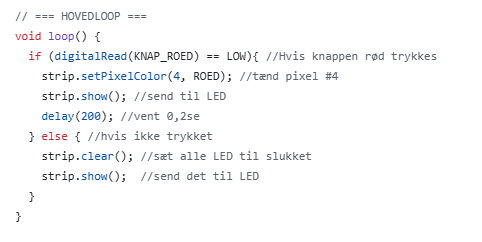 // === HOVEDLOOP ===
void loop() {
  if (digitalRead(KNAP_ROED) == LOW){ //Hvis knappen rød trykkes
    strip.setPixelColor(4, ROED); //tænd pixel #4
    strip.show(); //send til LED
    delay(200); //vent 0,2se
  } else { //hvis ikke trykket
    strip.clear(); //sæt alle LED til slukket
    strip.show();  //send det til LED
  }
}